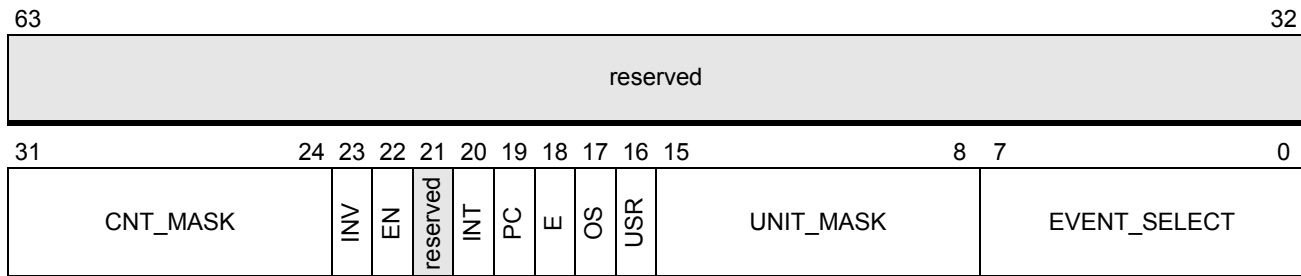 63 32
reserved
31 24 23 22 21 20 19 18 17 16 15 8 7 0
CNT_MASK INV EN reserved INT PC E OS USR UNIT_MASK EVENT_SELECT